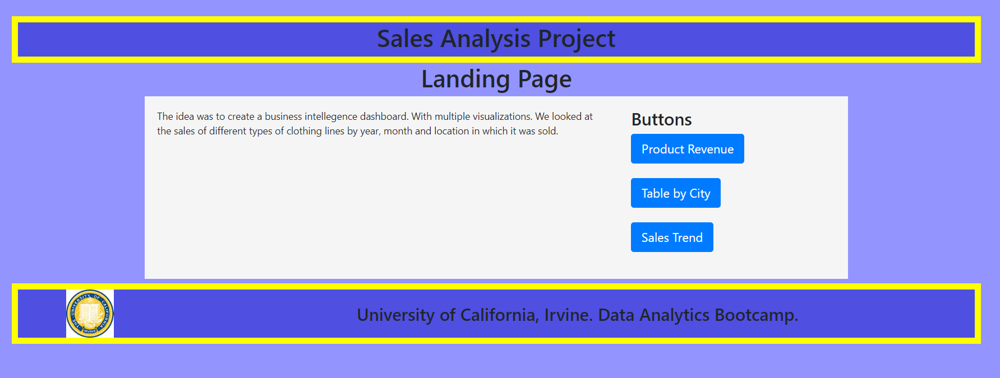 Sales Analysis Project
Landing Page
The idea was to create a business intellegence dashboard. With multiple visualizations. We looked at
the sales of different types of clothing lines by year, month and location in which it was sold.
Buttons
Product Revenue
Table by City
Sales Trend
THE UNIVERSITY OF CALIFORNIA
IRVINE
University of California, Irvine. Data Analytics Bootcamp.